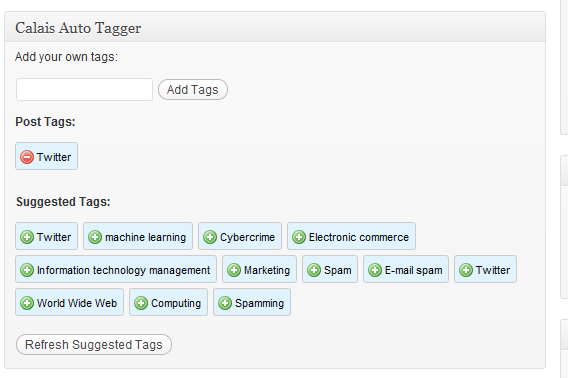 Calais Auto Tagger
Add your own tags:
Add Tags
Post Tags:
Twitter
Suggested Tags:
Twitter machine learning Cybercrime Electronic commerce
Information technology management Marketing Spam E-mail spam Twitter
World Wide Web Computing Spamming
Refresh Suggested Tags